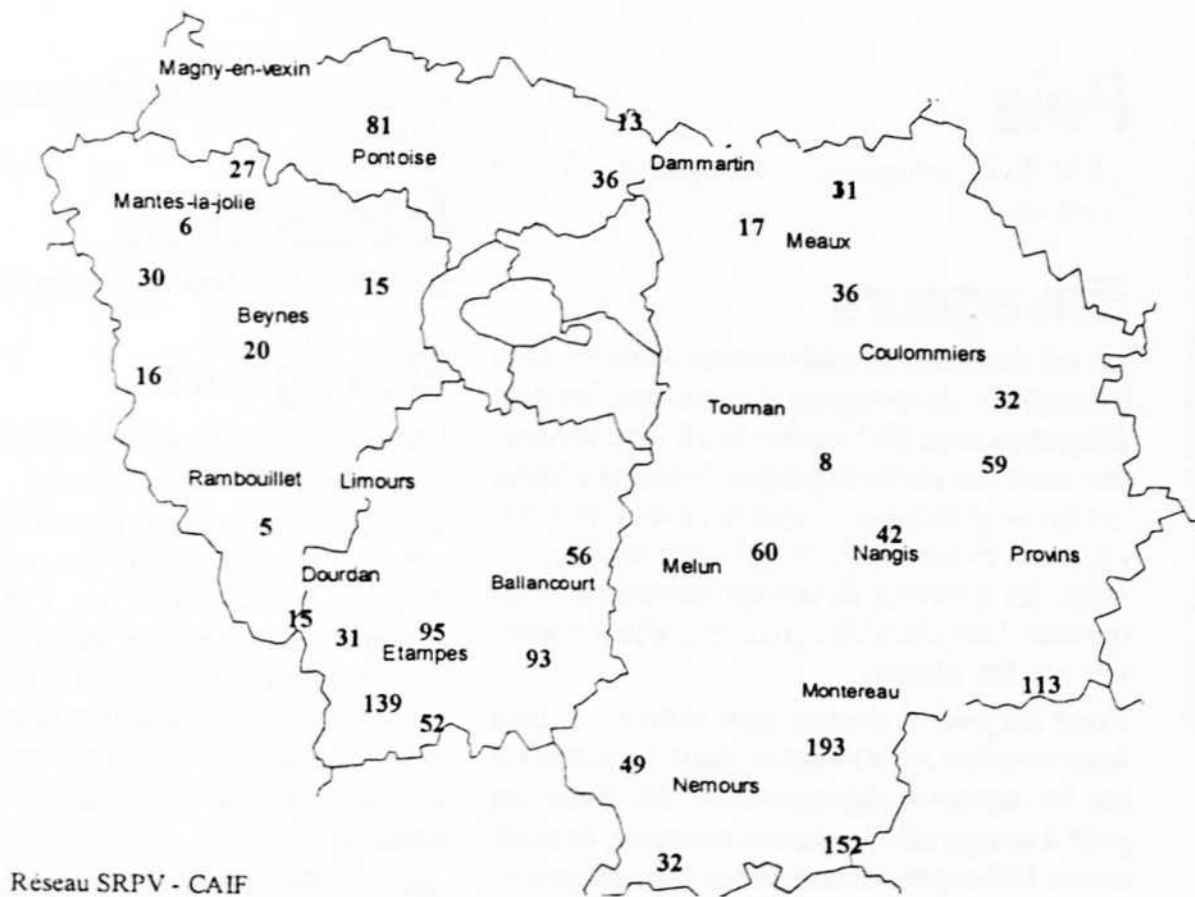 Magny-en-vexin
81
13
Pontoise
Dammartin
27
36
31
Mantes-la-jolie
6
17
Meaux
30
15
36
Beynes
20
Coulommiers
16
32
Tournan
8
59
Rambouillet
Limours
5
42
56
60
Nangis
Provins
Dourdan
Ballancourt
Melun
15
31
95
Etampes
93
139
52
Montereau
113
193
49
Nemours
152
32
Réseau SRPV - CAIF